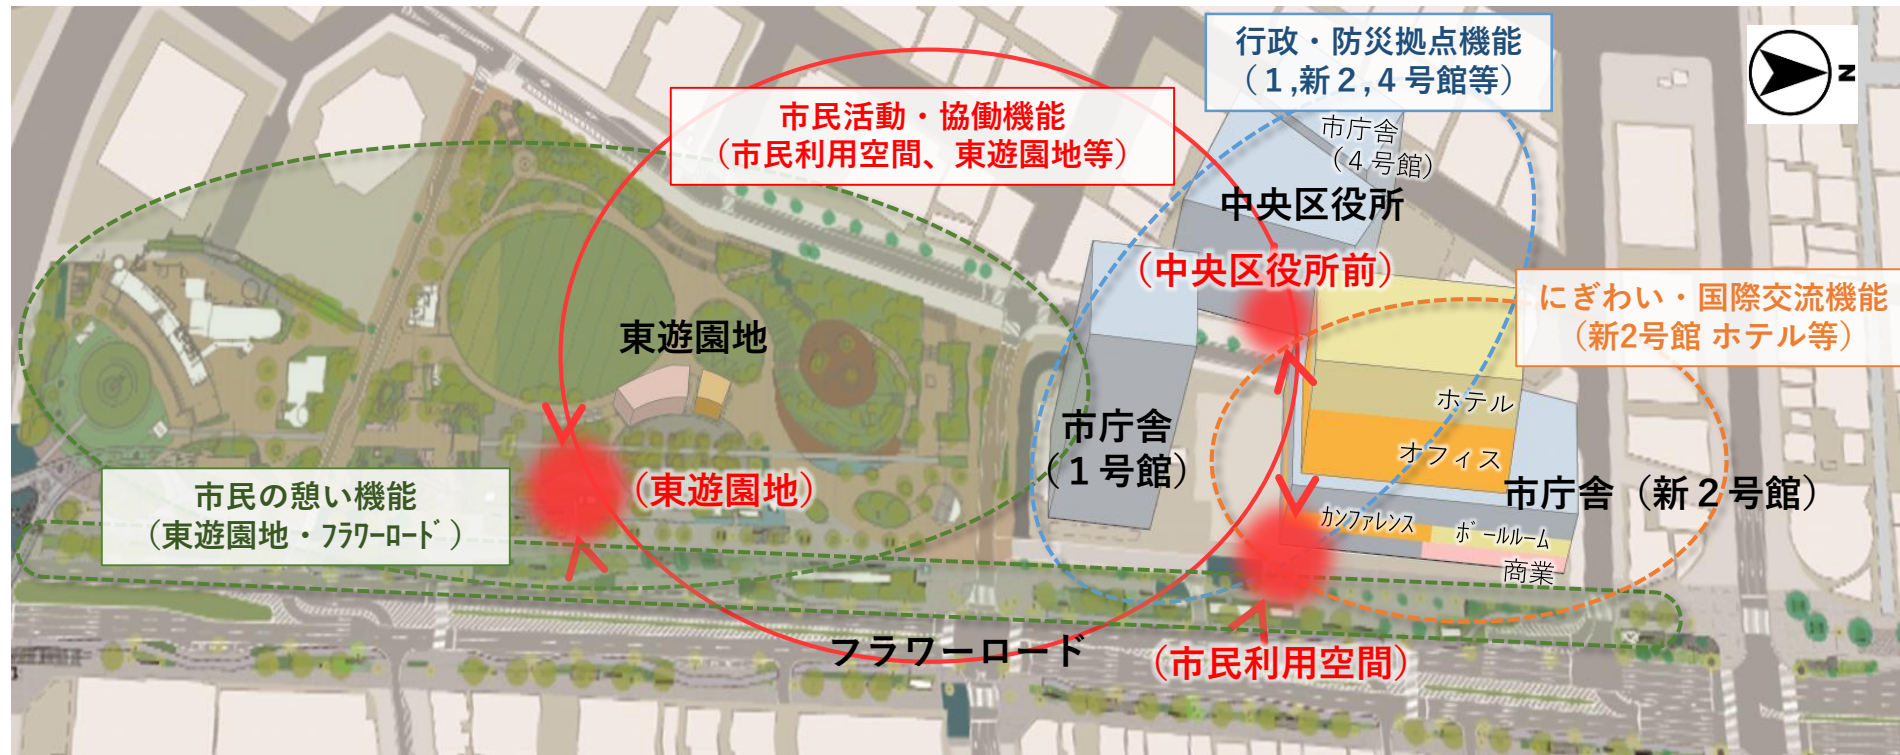 行政・防災拠点機能
（１,新２,４号館等）
N
市民活動・協働機能
（市民利用空間、東遊園地等）
市庁舎
（４号館）
中央区役所
（中央区役所前）
にぎわい・国際交流機能
（新2号館 ホテル等）
東遊園地
ホテル
市庁舎
（１号館）
オフィス
市庁舎（新２号館）
（東遊園地）
市民の憩い機能
（東遊園地・ﾌﾗﾜｰﾛｰﾄﾞ）
ｶﾝﾌｧﾚﾝｽ
ﾎﾞｰﾙﾙｰﾑ
商業
フラワーロード
（市民利用空間）